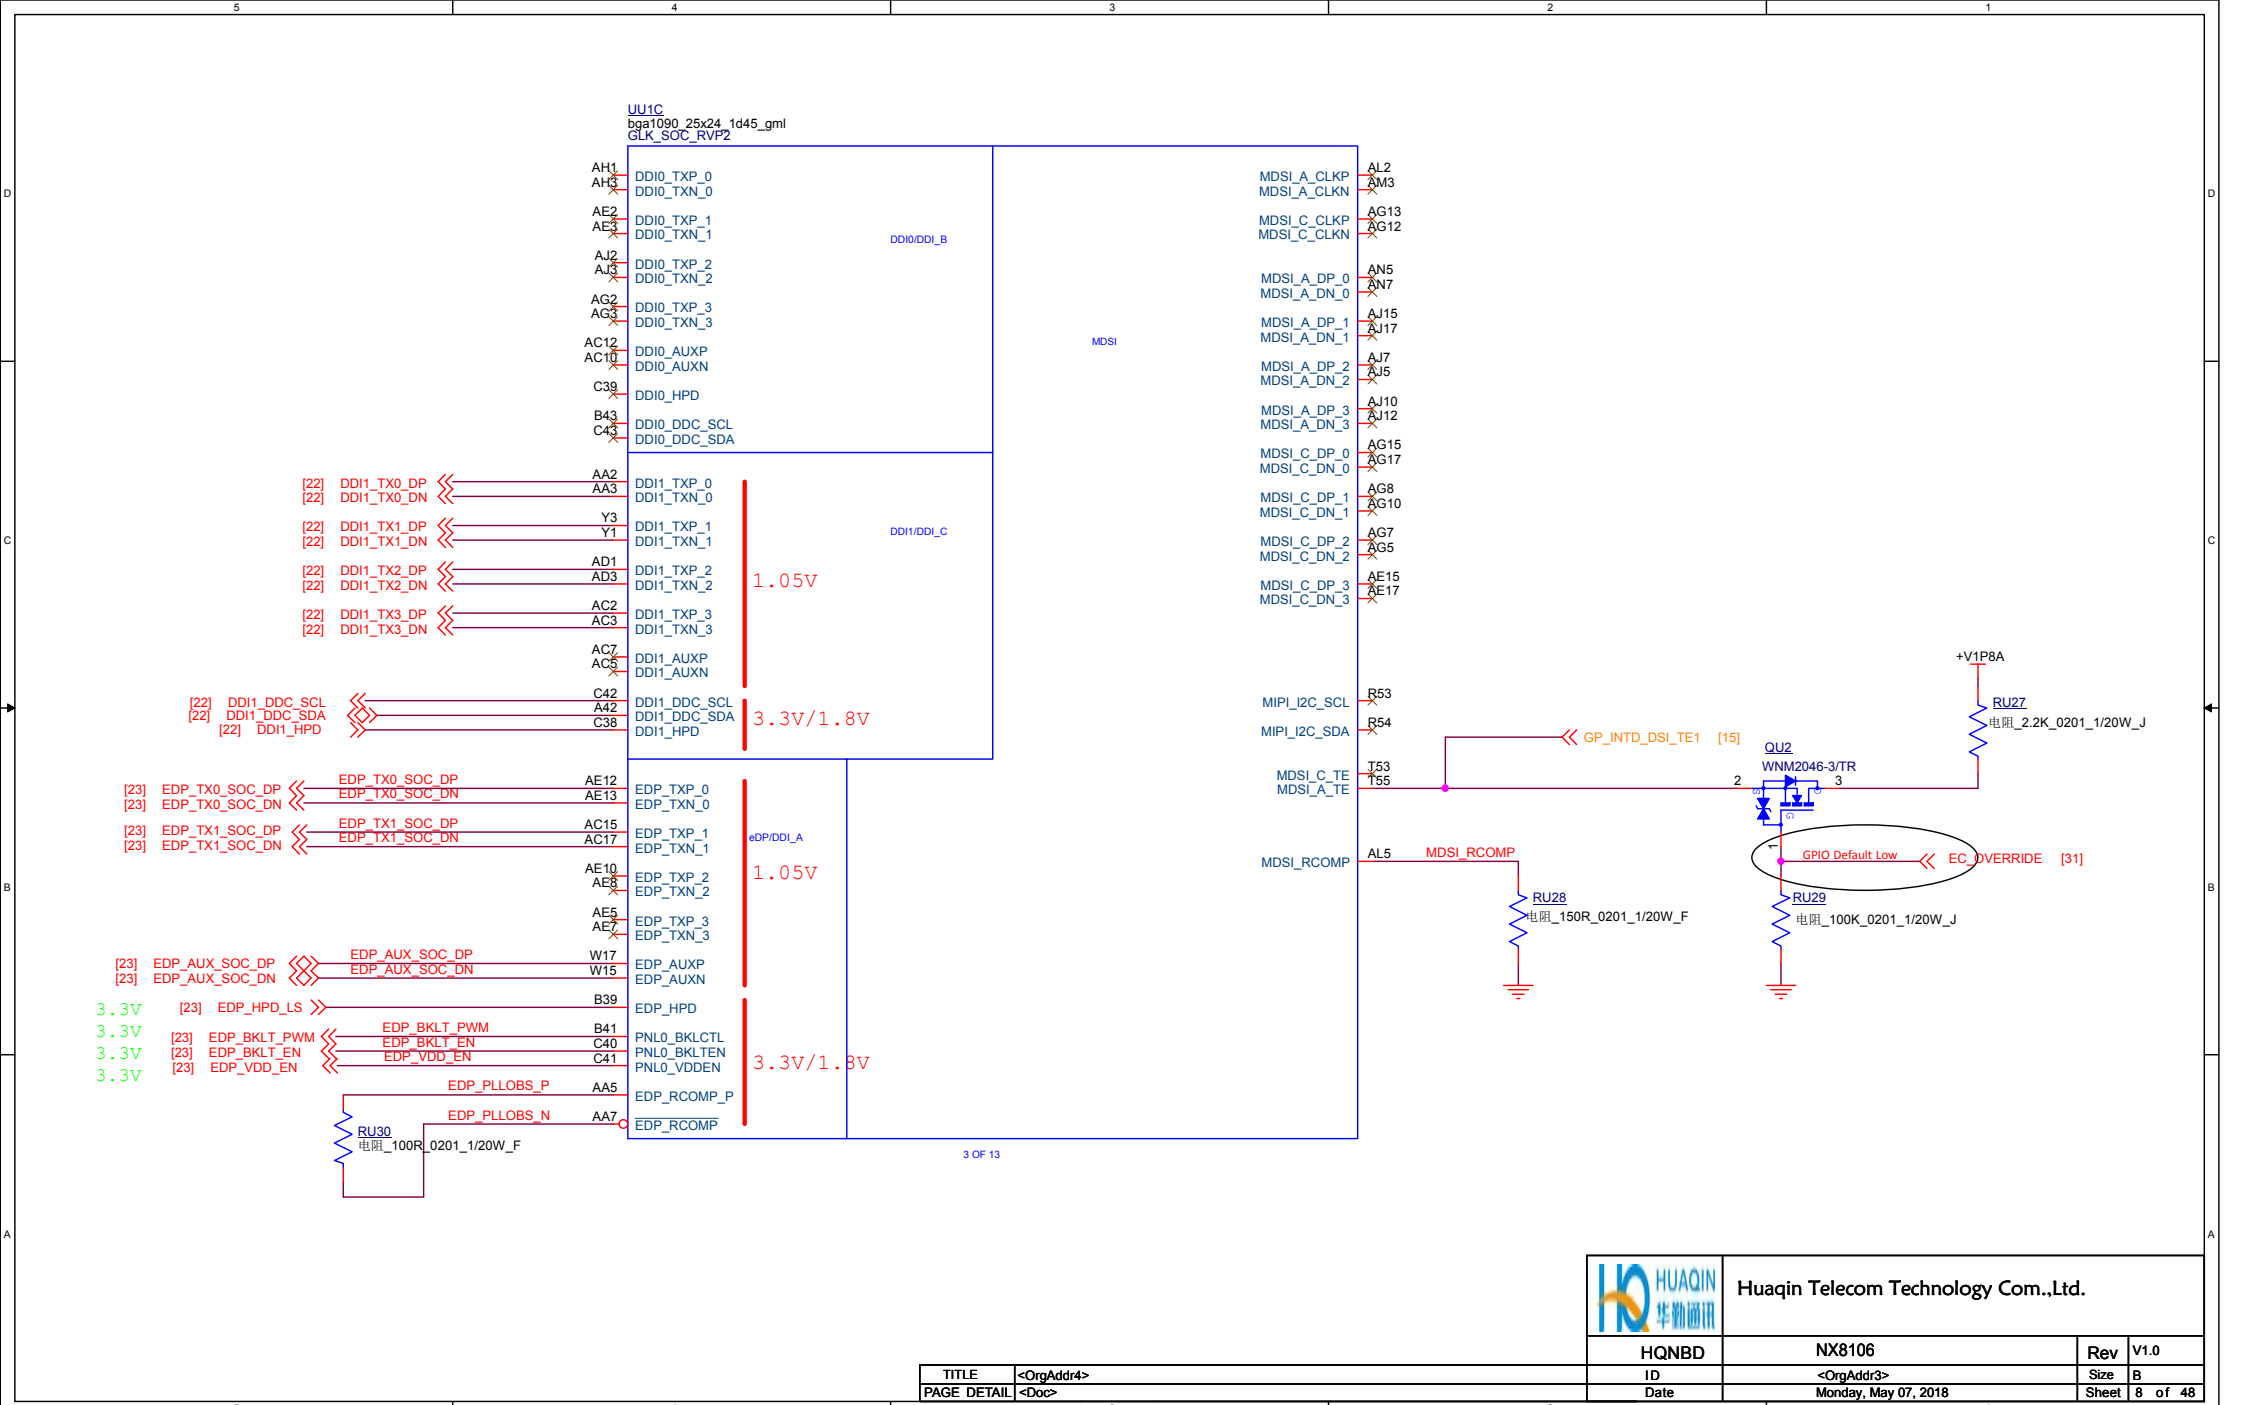 5 4 3 2 1
D D
C C
B B
A A
UU1C
bga1090_25x24_1d45_gml
GLK_SOC_RVP2
AH1 DDI0_TXP_0
AH3 DDI0_TXN_0
AE2 DDI0_TXP_1
AE3 DDI0_TXN_1
AJ2 DDI0_TXP_2
AJ3 DDI0_TXN_2
AG2 DDI0_TXP_3
AG3 DDI0_TXN_3
AC12 DDI0_AUXP
AC10 DDI0_AUXN
C39 DDI0_HPD
B43 DDI0_DDC_SCL
C43 DDI0_DDC_SDA
DDI0/DDI_B
[22] DDI1_TX0_DP AA2 DDI1_TXP_0
[22] DDI1_TX0_DN AA3 DDI1_TXN_0
[22] DDI1_TX1_DP Y3 DDI1_TXP_1
[22] DDI1_TX1_DN Y1 DDI1_TXN_1
[22] DDI1_TX2_DP AD1 DDI1_TXP_2
[22] DDI1_TX2_DN AD3 DDI1_TXN_2
[22] DDI1_TX3_DP AC2 DDI1_TXP_3
[22] DDI1_TX3_DN AC3 DDI1_TXN_3
AC7 DDI1_AUXP
AC5 DDI1_AUXN
[22] DDI1_DDC_SCL C42 DDI1_DDC_SCL
[22] DDI1_DDC_SDA A42 DDI1_DDC_SDA
[22] DDI1_HPD C38 DDI1_HPD
DDI1/DDI_C
1.05V
3.3V/1.8V
[23] EDP_TX0_SOC_DP EDP_TX0_SOC_DP AE12 EDP_TXP_0
[23] EDP_TX0_SOC_DN EDP_TX0_SOC_DN AE13 EDP_TXN_0
[23] EDP_TX1_SOC_DP EDP_TX1_SOC_DP AC15 EDP_TXP_1
[23] EDP_TX1_SOC_DN EDP_TX1_SOC_DN AC17 EDP_TXN_1
AE10 EDP_TXP_2
AE8 EDP_TXN_2
AE5 EDP_TXP_3
AE7 EDP_TXN_3
[23] EDP_AUX_SOC_DP EDP_AUX_SOC_DP W17 EDP_AUXP
[23] EDP_AUX_SOC_DN EDP_AUX_SOC_DN W15 EDP_AUXN
3.3V [23] EDP_HPD_LS B39 EDP_HPD
3.3V [23] EDP_BKLT_PWM EDP_BKLT_PWM B41 PNL0_BKLCTL
3.3V [23] EDP_BKLT_EN EDP_BKLT_EN C40 PNL0_BKLTEN
3.3V [23] EDP_VDD_EN EDP_VDD_EN C41 PNL0_VDDEN
EDP_PLLOBS_P AA5 EDP_RCOMP_P
EDP_PLLOBS_N AA7 EDP_RCOMP
eDP/DDI_A
1.05V
3.3V/1.8V
RU30
电阻_100R_0201_1/20W_F
MDSI
MDSI_A_CLKP AL2
MDSI_A_CLKN AM3
MDSI_C_CLKP AG13
MDSI_C_CLKN AG12
MDSI_A_DP_0 AN5
MDSI_A_DN_0 AN7
MDSI_A_DP_1 AJ15
MDSI_A_DN_1 AJ17
MDSI_A_DP_2 AJ7
MDSI_A_DN_2 AJ5
MDSI_A_DP_3 AJ10
MDSI_A_DN_3 AJ12
MDSI_C_DP_0 AG15
MDSI_C_DN_0 AG17
MDSI_C_DP_1 AG8
MDSI_C_DN_1 AG10
MDSI_C_DP_2 AG7
MDSI_C_DN_2 AG5
MDSI_C_DP_3 AE15
MDSI_C_DN_3 AE17
MIPI_I2C_SCL R53
MIPI_I2C_SDA R54
MDSI_C_TE T53
MDSI_A_TE T55
MDSI_RCOMP AL5 MDSI_RCOMP
GP_INTD_DSI_TE1 [15]
+V1P8A
RU27
电阻_2.2K_0201_1/20W_J
QU2
WNM2046-3/TR
2 3
S D
G
1
GPIO Default Low EC_OVERRIDE [31]
RU28
电阻_150R_0201_1/20W_F
RU29
电阻_100K_0201_1/20W_J
3 OF 13
HUAQIN
华勤通讯
Huaqin Telecom Technology Com.,Ltd.
HQNBD NX8106 Rev V1.0
TITLE <OrgAddr4> ID <OrgAddr3> Size B
PAGE DETAIL <Doc> Date Monday, May 07, 2018 Sheet 8 of 48